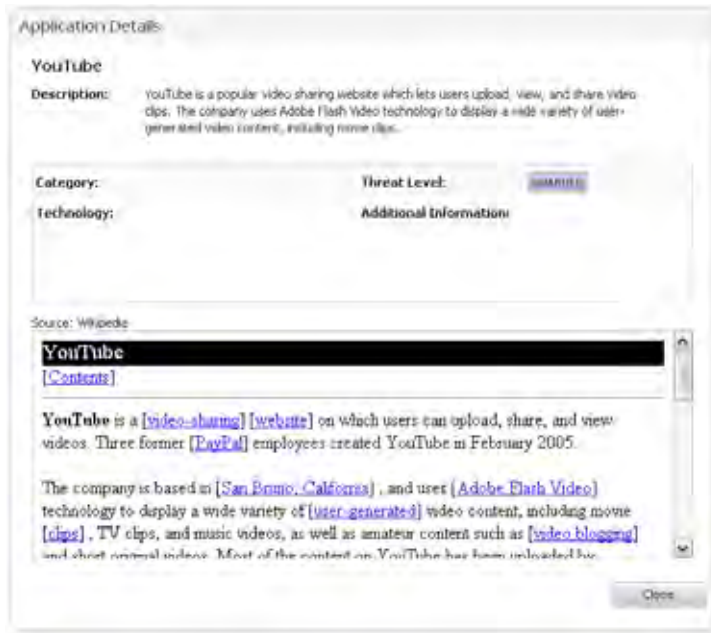 Application Details
YouTube
Description: YouTube is a popular video sharing website which lets users upload, view, and share video
clips. The company uses Adobe Flash Video technology to display a wide variety of user-
generated video content, including movie clips.
Category: Threat Level:
Technology: Additional Information:
Source: Wikipedia
YouTube
[Contents]
YouTube is a [video-sharing] [website] on which users can upload, share, and view
videos. Three former [PayPal] employees created YouTube in February 2005.
The company is based in [San Bruno, California] , and uses [Adobe Flash Video]
technology to display a wide variety of [user-generated] video content, including movie
[clips] , TV clips, and music videos, as well as amateur content such as [video blogging]
and short original videos. Most of the content on YouTube has been uploaded by
Close